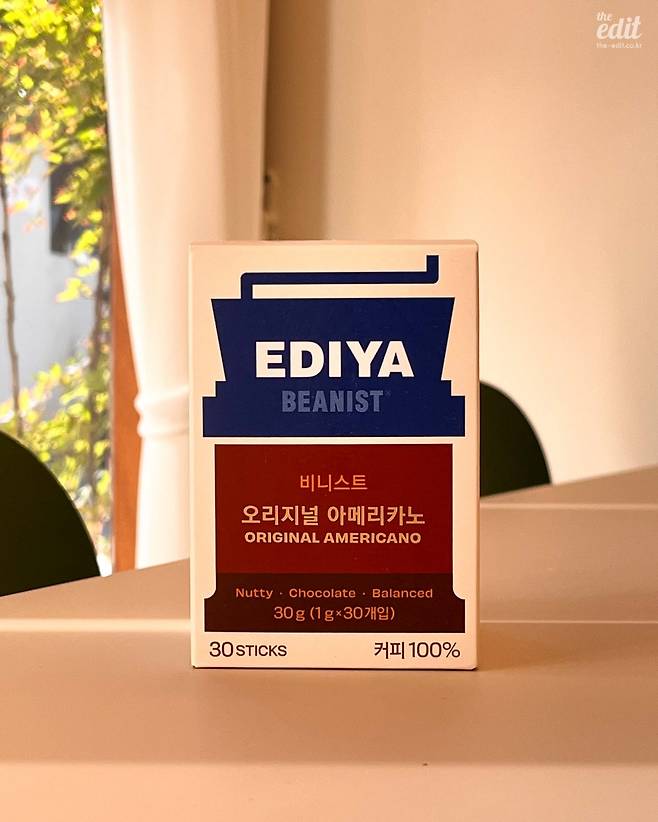 the
edit
the-edit.co.kr
EDIYA
BEANIST
비니스트
오리지널 아메리카노
ORIGINAL AMERICANO
Nutty · Chocolate · Balanced
30g (1g×30개입)
30 STICKS 커피 100%